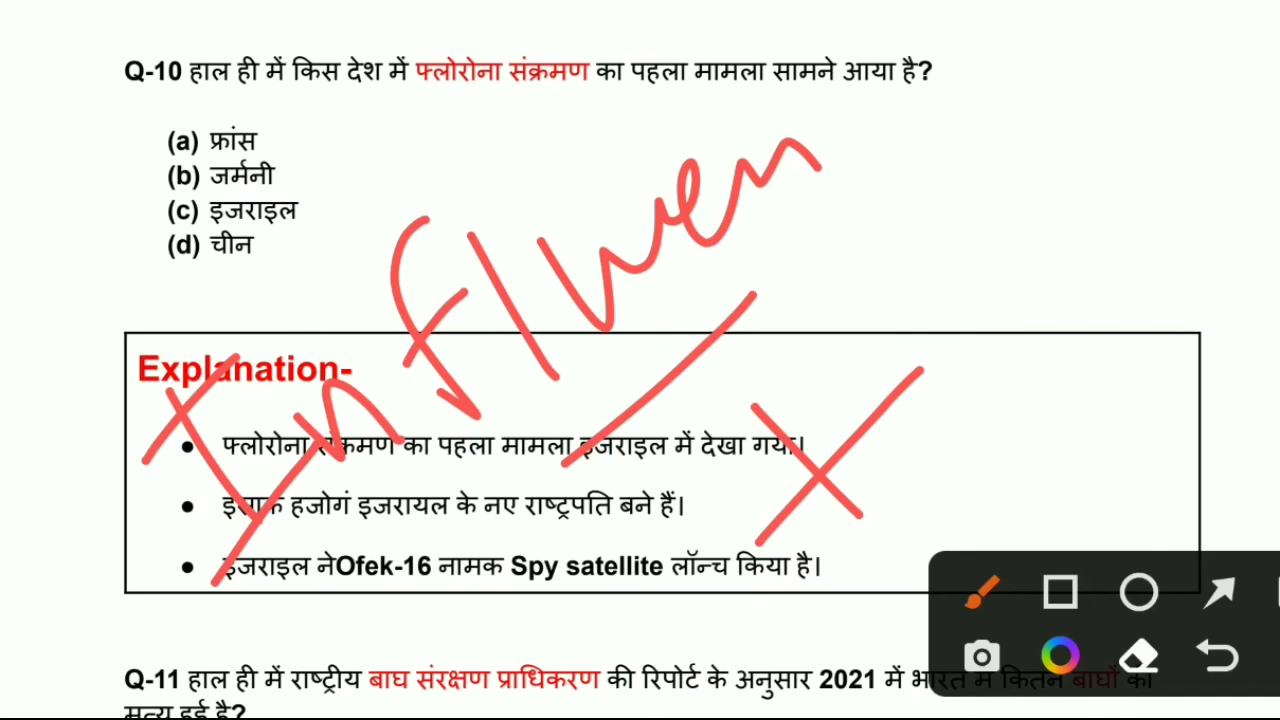 Q-10 हाल ही में किस देश में फ्लोरोना संक्रमण का पहला मामला सामने आया है?
(a) फ्रांस
(b) जर्मनी
(c) इजराइल
(d) चीन
Influen
Explanation-
● फ्लोरोना संक्रमण का पहला मामला इजराइल में देखा गया।
● इसाक हजोगं इजरायल के नए राष्ट्रपति बने हैं।
● इजराइल नेOfek-16 नामक Spy satellite लॉन्च किया है।
Q-11 हाल ही में राष्ट्रीय बाघ संरक्षण प्राधिकरण की रिपोर्ट के अनुसार 2021 में भारत में कितने बाघों की
मृत्यु हुई है?